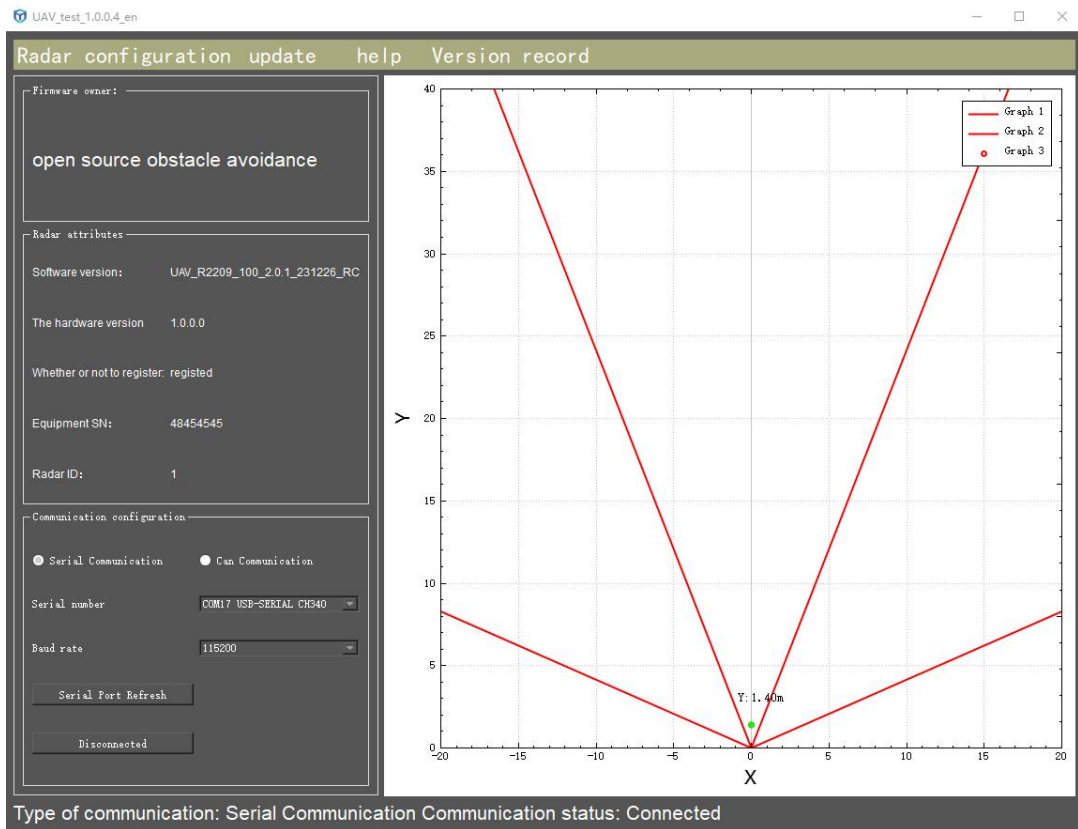 UAV_test_1.0.0.4_en
Radar configuration update help Version record
Firmware owner:
open source obstacle avoidance
Radar attributes
Software version: UAV_R2209_100_2.0.1_231226_RC
The hardware version 1.0.0.0
Whether or not to register: registed
Equipment SN: 48454545
Radar ID: 1
Communication configuration
Serial Communication Can Communication
Serial number COM17 USB-SERIAL CH340
Baud rate 115200
Serial Port Refresh
Disconnected
40
35
30
25
20
15
10
5
0
Y
Graph 1
Graph 2
Graph 3
Y:1.40m
-20 -15 -10 -5 0 5 10 15 20
X
Type of communication: Serial Communication Communication status: Connected